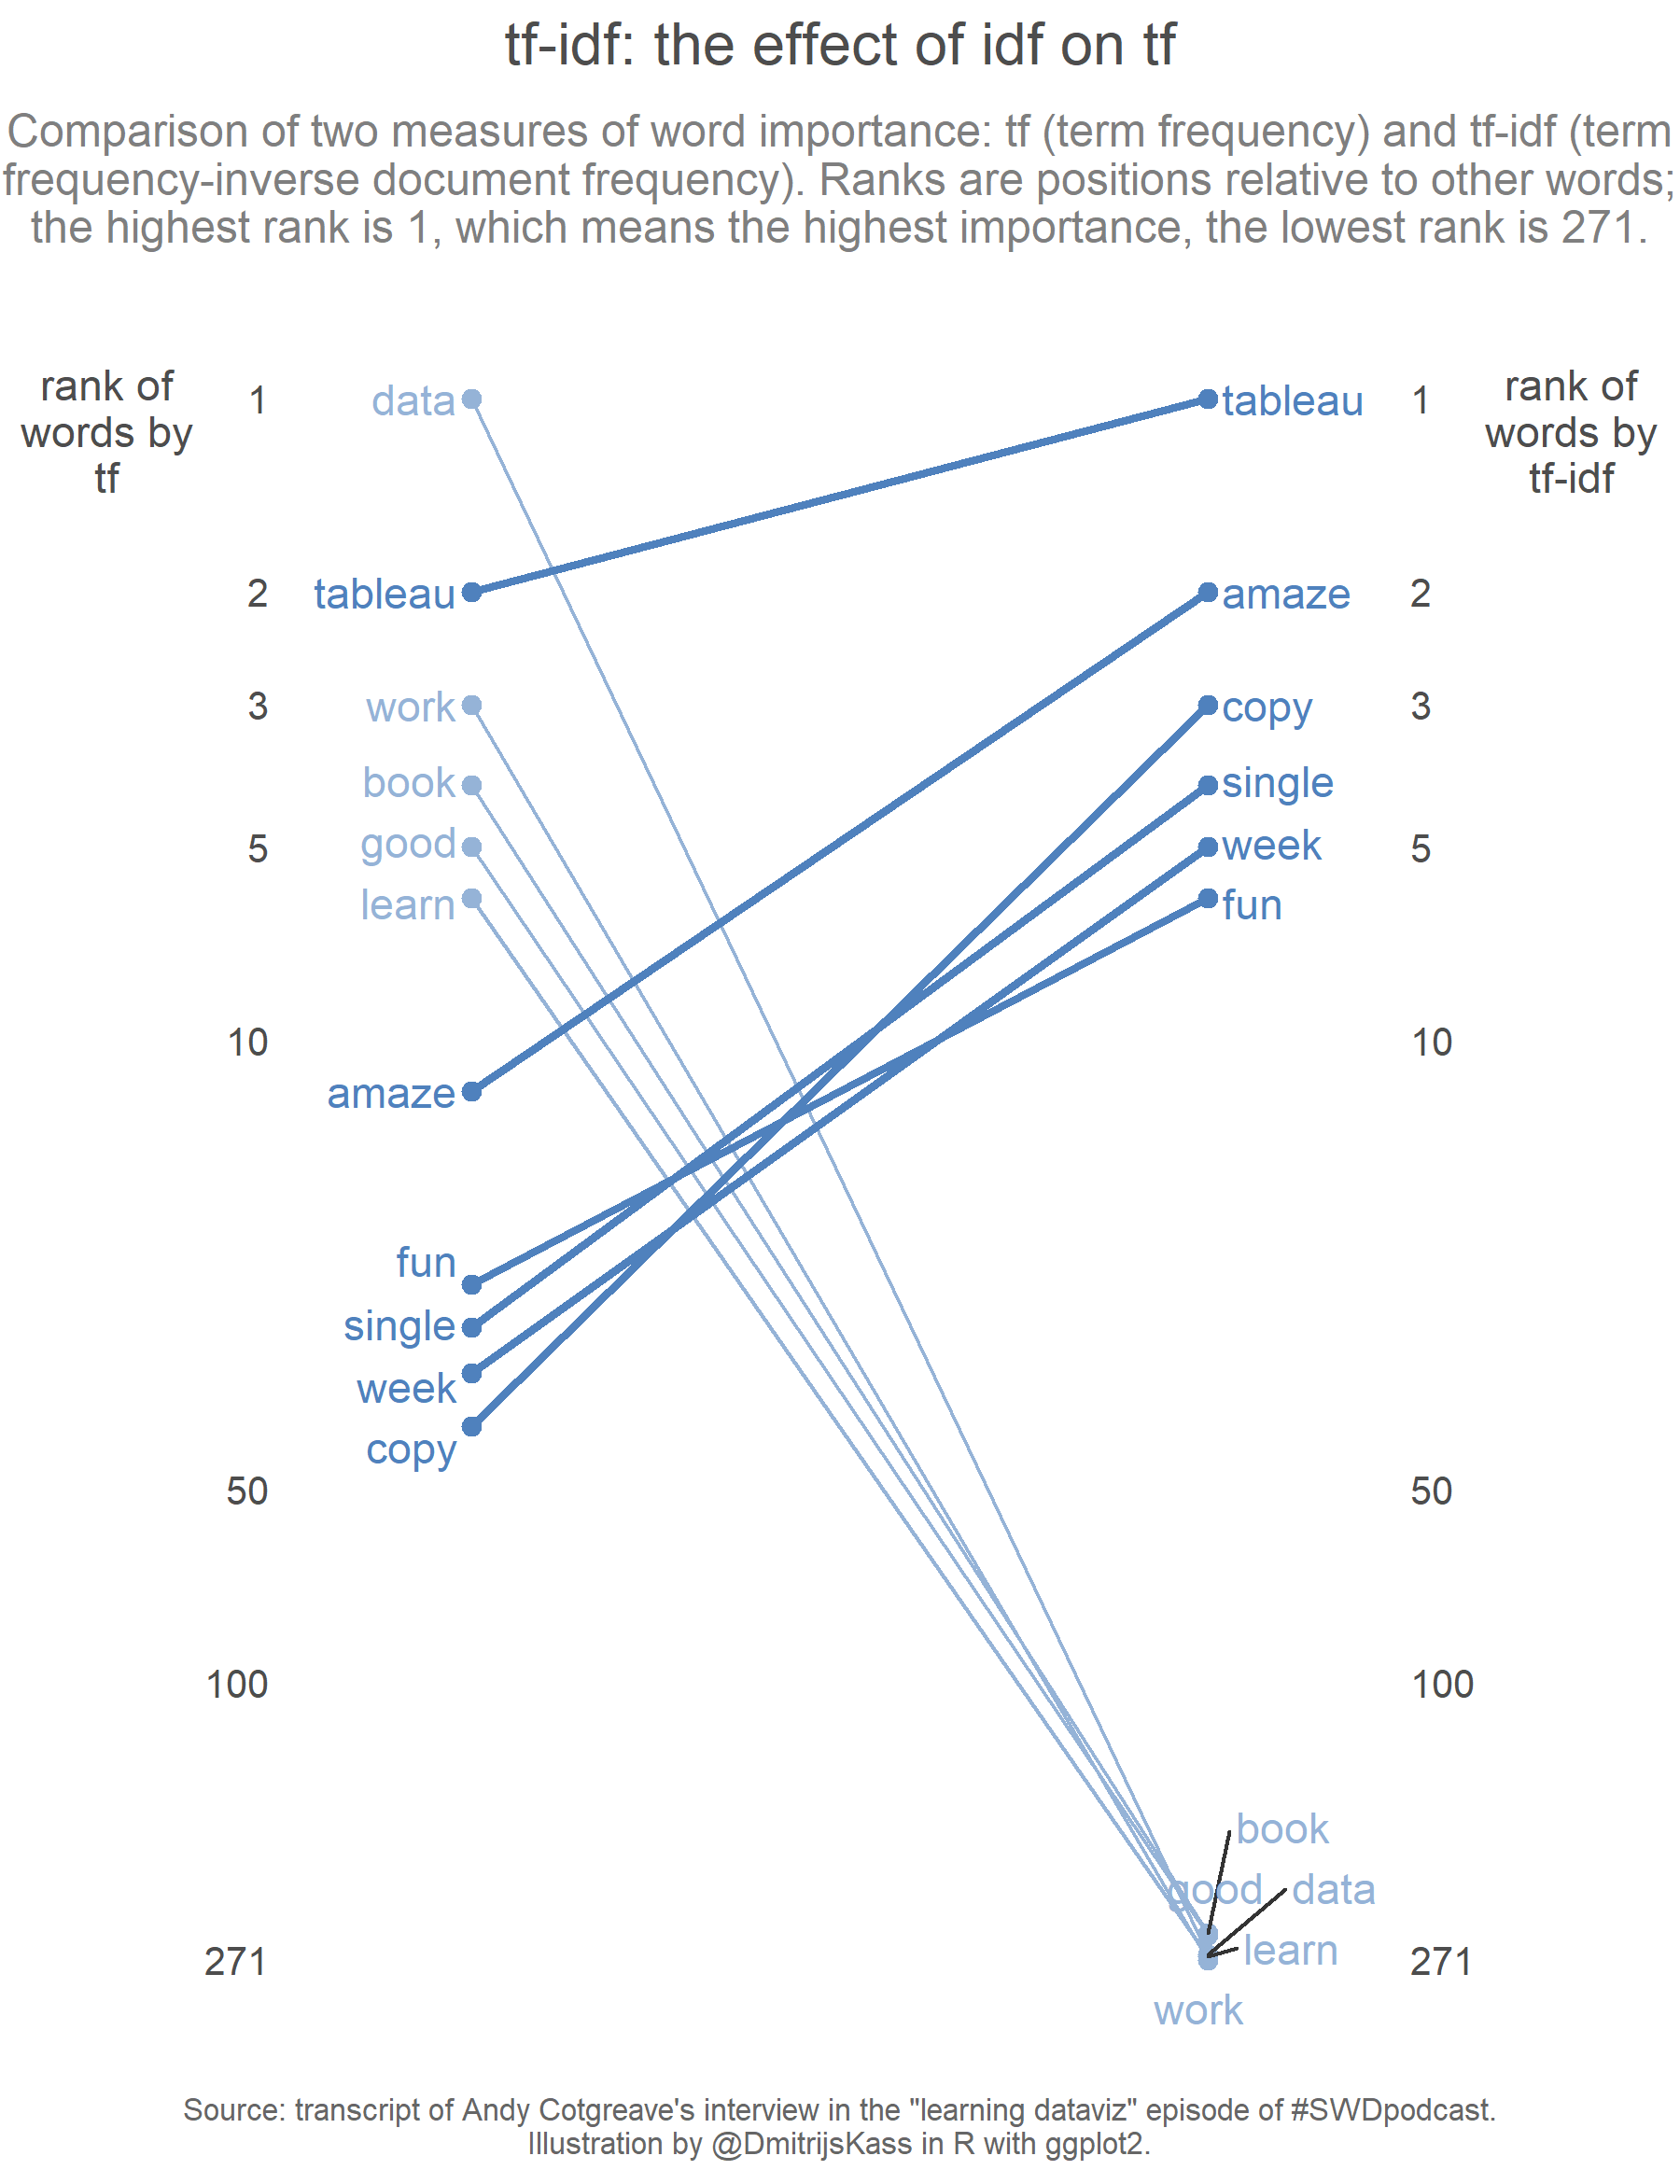 tf-idf: the effect of idf on tf
Comparison of two measures of word importance: tf (term frequency) and tf-idf (term
frequency-inverse document frequency). Ranks are positions relative to other words;
the highest rank is 1, which means the highest importance, the lowest rank is 271.
rank of
words by
tf
1
2
3
5
10
50
100
271
data
tableau
work
book
good
learn
amaze
fun
single
week
copy
tableau
amaze
copy
single
week
fun
book
good data
learn
work
1
2
3
5
10
50
100
271
rank of
words by
tf-idf
Source: transcript of Andy Cotgreave's interview in the "learning dataviz" episode of #SWDpodcast.
Illustration by @DmitrijsKass in R with ggplot2.